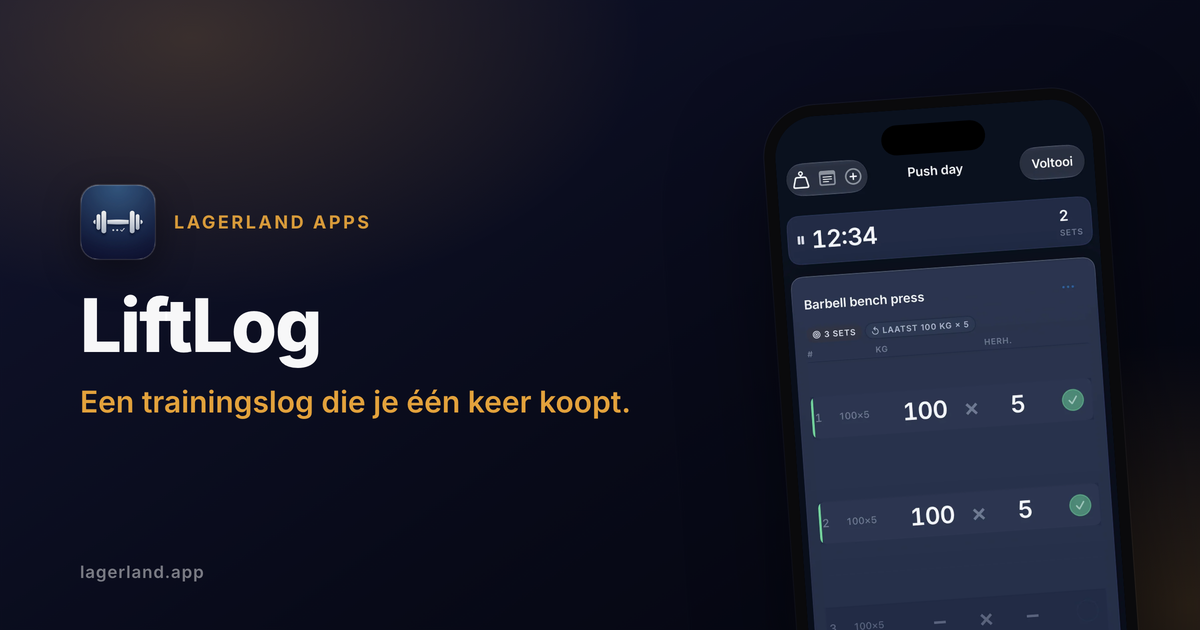 LAGERLAND APPS
LiftLog
Een trainingslog die je één keer koopt.
lagerland.app
Push day
Voltooi
12:34
2
SETS
Barbell bench press
...
3 SETS
LAATST 100 KG × 5
# KG HERH.
1 100×5 100 × 5
2 100×5 100 × 5
3 100×5 – × –